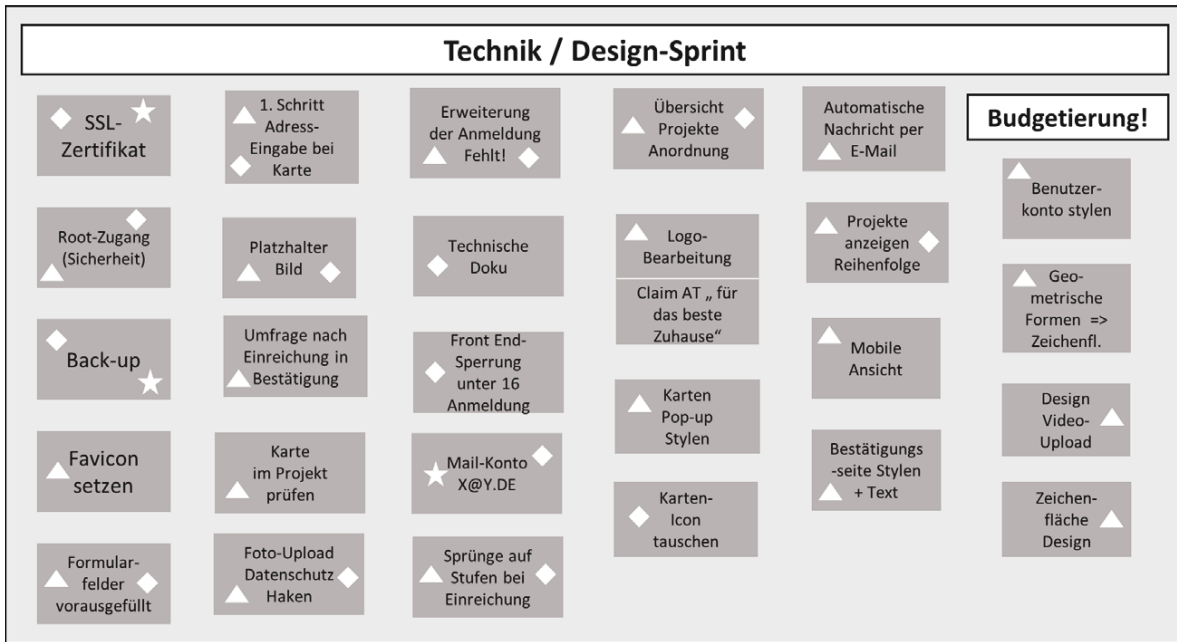 Technik / Design-Sprint
SSL-
Zertifikat
Root-Zugang
(Sicherheit)
Back-up
Favicon
setzen
Formular-
felder
vorausgefüllt
1. Schritt
Adress-
Eingabe bei
Karte
Platzhalter
Bild
Umfrage nach
Einreichung in
Bestätigung
Karte
im Projekt
prüfen
Foto-Upload
Datenschutz
Haken
Erweiterung
der Anmeldung
Fehlt!
Technische
Doku
Front End-
Sperrung
unter 16
Anmeldung
Mail-Konto
X@Y.DE
Sprünge auf
Stufen bei
Einreichung
Übersicht
Projekte
Anordnung
Logo-
Bearbeitung
Claim AT „ für
das beste
Zuhause“
Karten
Pop-up
Stylen
Karten-
Icon
tauschen
Automatische
Nachricht per
E-Mail
Projekte
anzeigen
Reihenfolge
Mobile
Ansicht
Bestätigungs
-seite Stylen
+ Text
Budgetierung!
Benutzer-
konto stylen
Geo-
metrische
Formen =>
Zeichenfl.
Design
Video-
Upload
Zeichen-
fläche
Design